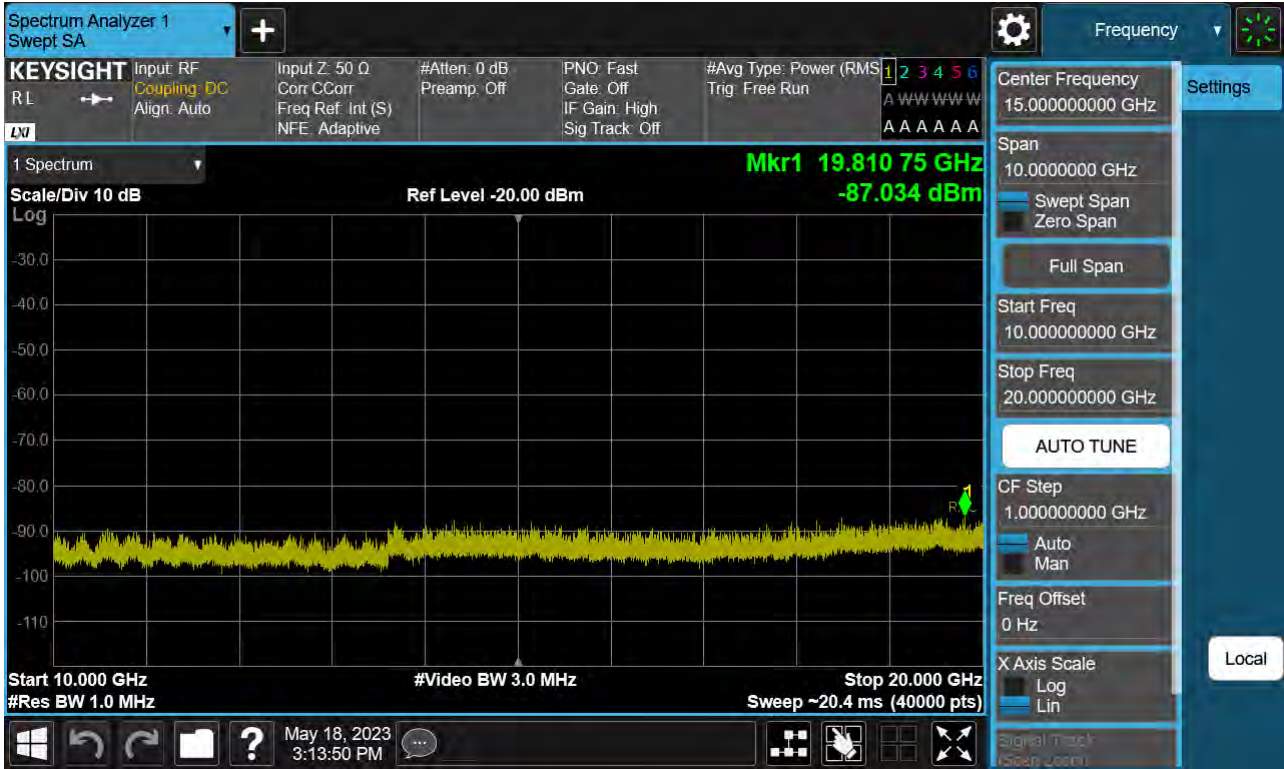 Spectrum Analyzer 1
Swept SA
Frequency
KEYSIGHT
RL
LXI
Input: RF
Coupling: DC
Align: Auto
Input Z: 50 Ω
Corr CCorr
Freq Ref: Int (S)
NFE: Adaptive
#Atten: 0 dB
Preamp: Off
PNO: Fast
Gate: Off
IF Gain: High
Sig Track: Off
#Avg Type: Power (RMS
Trig: Free Run
1 2 3 4 5 6
A W W W W W
A A A A A A
1 Spectrum
Mkr1 19.810 75 GHz
Scale/Div 10 dB
Ref Level -20.00 dBm
-87.034 dBm
Log
-30.0
-40.0
-50.0
-60.0
-70.0
-80.0
-90.0
-100
-110
1
Start 10.000 GHz
#Video BW 3.0 MHz
Stop 20.000 GHz
#Res BW 1.0 MHz
Sweep ~20.4 ms (40000 pts)
Center Frequency
15.000000000 GHz
Settings
Span
10.0000000 GHz
Swept Span
Zero Span
Full Span
Start Freq
10.000000000 GHz
Stop Freq
20.000000000 GHz
AUTO TUNE
CF Step
1.000000000 GHz
Auto
Man
Freq Offset
0 Hz
X Axis Scale
Log
Lin
Local
Signal Track
(Span Zoom)
?
May 18, 2023
3:13:50 PM